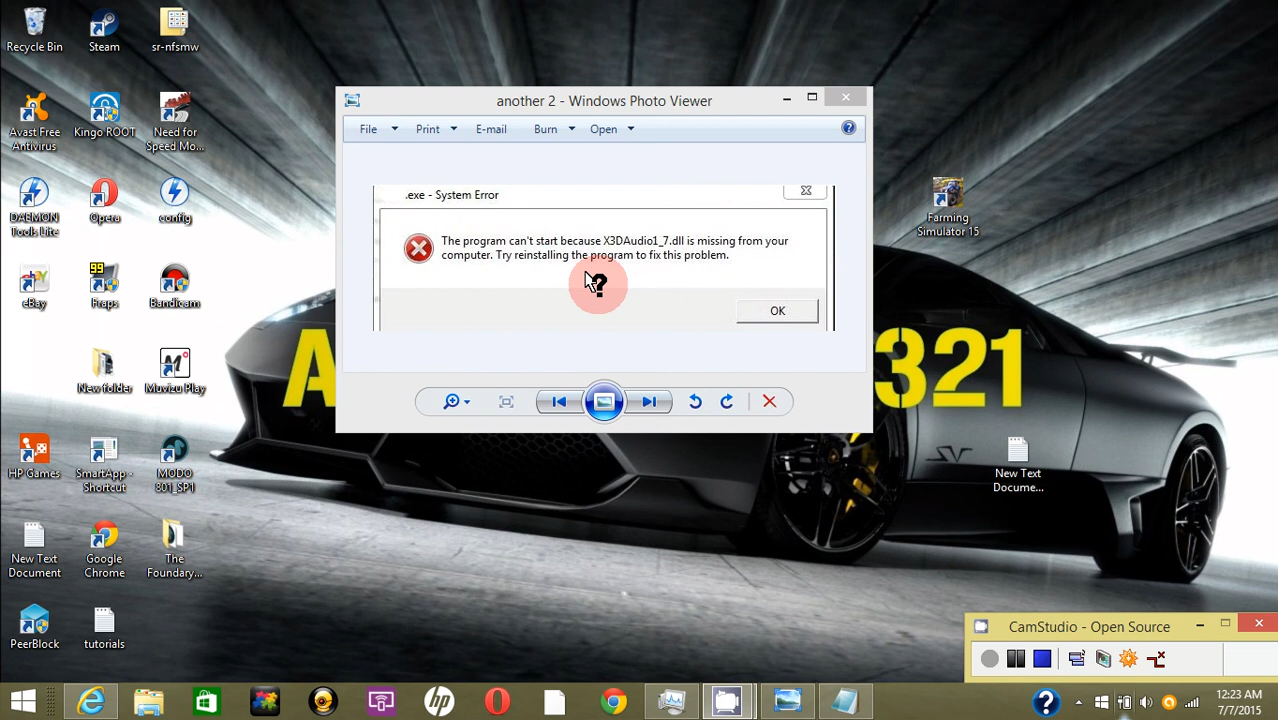 Recycle Bin
Steam
sr-nfsmw
Avast Free
Antivirus
Kingo ROOT
Need for
Speed Mo...
DAEMON
Tools Lite
Opera
config
eBay
99
Fraps
Bandicam
New folder
Muvizu Play
HP Games
SmartApp -
Shortcut
MODO
301_SP1
New Text
Document
Google
Chrome
The
Foundary...
PeerBlock
tutorials
another 2 - Windows Photo Viewer
File
Print
E-mail
Burn
Open
.exe - System Error
The program can't start because X3DAudio1_7.dll is missing from your
computer. Try reinstalling the program to fix this problem.
?
OK
Farming
Simulator 15
A
321
SV
New Text
Docume...
CamStudio - Open Source
hp
?
12:23 AM
7/7/2015